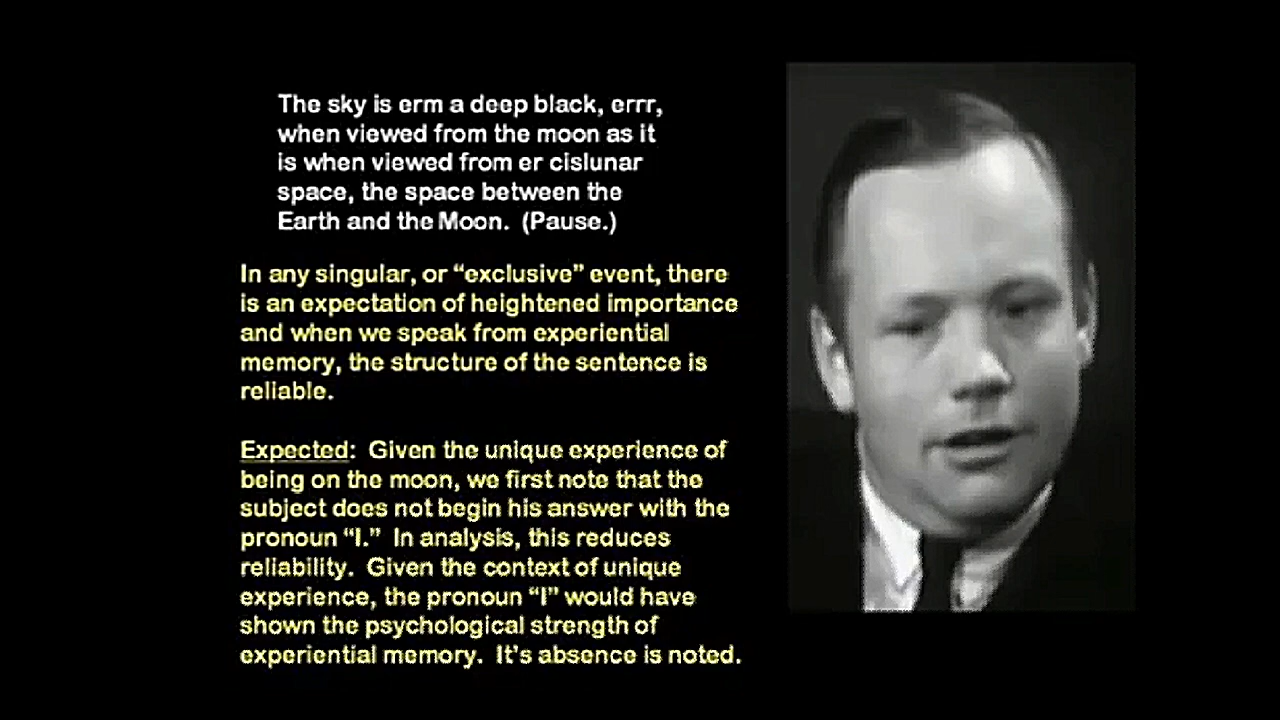 The sky is erm a deep black, errr,
when viewed from the moon as it
is when viewed from er cislunar
space, the space between the
Earth and the Moon.  (Pause.)
In any singular, or “exclusive” event, there
is an expectation of heightened importance
and when we speak from experiential
memory, the structure of the sentence is
reliable.
Expected:  Given the unique experience of
being on the moon, we first note that the
subject does not begin his answer with the
pronoun “I.”  In analysis, this reduces
reliability.  Given the context of unique
experience, the pronoun “I” would have
shown the psychological strength of
experiential memory.  It’s absence is noted.